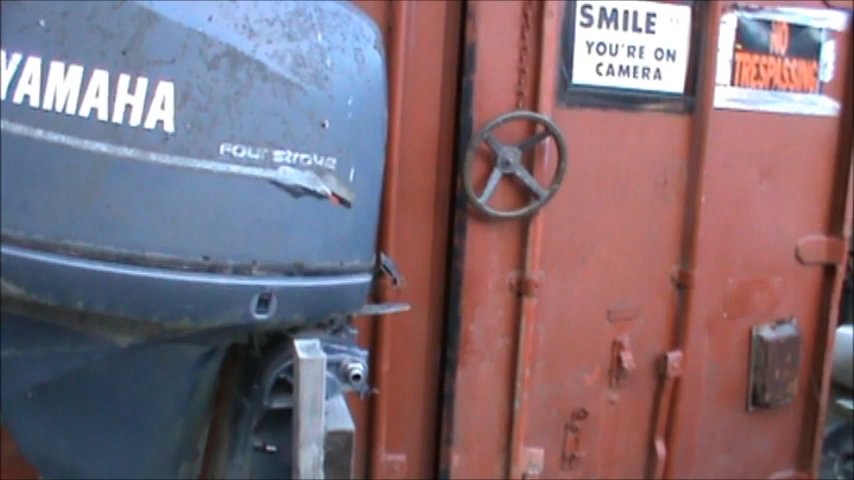 YAMAHA
FOUR STROKE
SMILE
YOU'RE ON
CAMERA
NO
TRESPASSING